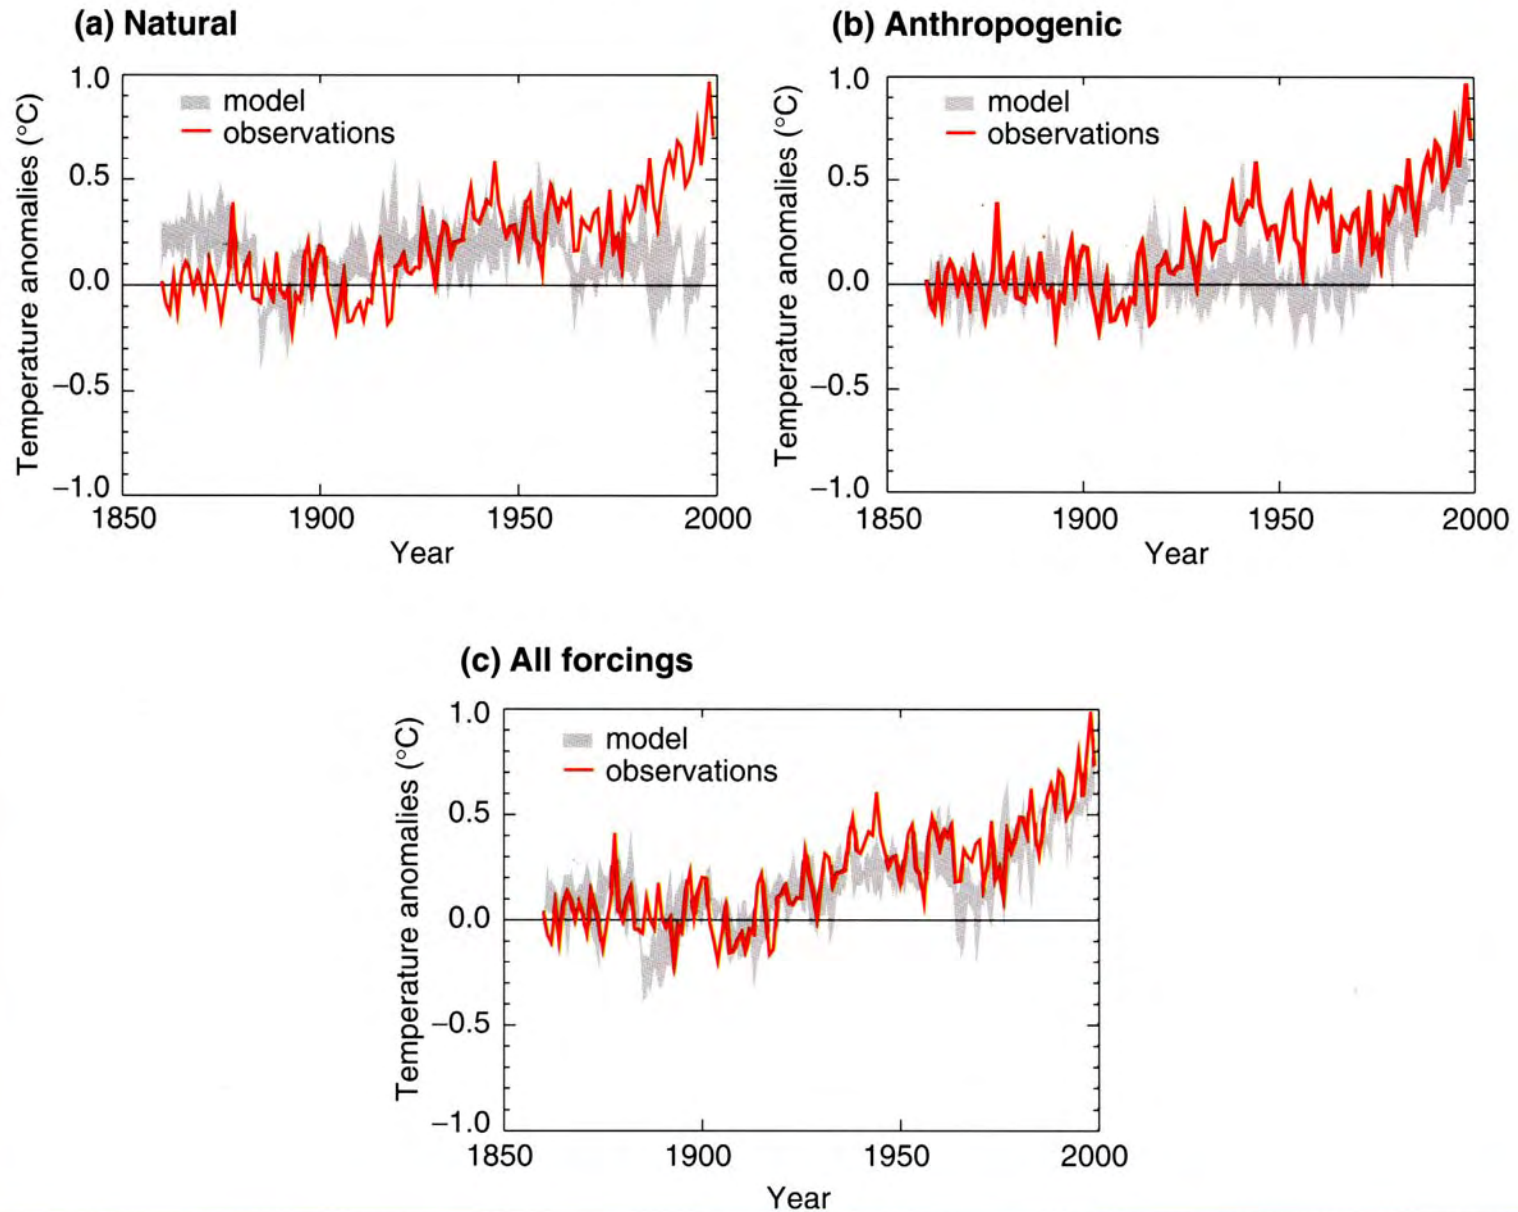 (a) Natural
Temperature anomalies (°C)
1.0
0.5
0.0
−0.5
−1.0
model
observations
1850 1900 1950 2000
Year
(b) Anthropogenic
Temperature anomalies (°C)
1.0
0.5
0.0
−0.5
−1.0
model
observations
1850 1900 1950 2000
Year
(c) All forcings
Temperature anomalies (°C)
1.0
0.5
0.0
−0.5
−1.0
model
observations
1850 1900 1950 2000
Year